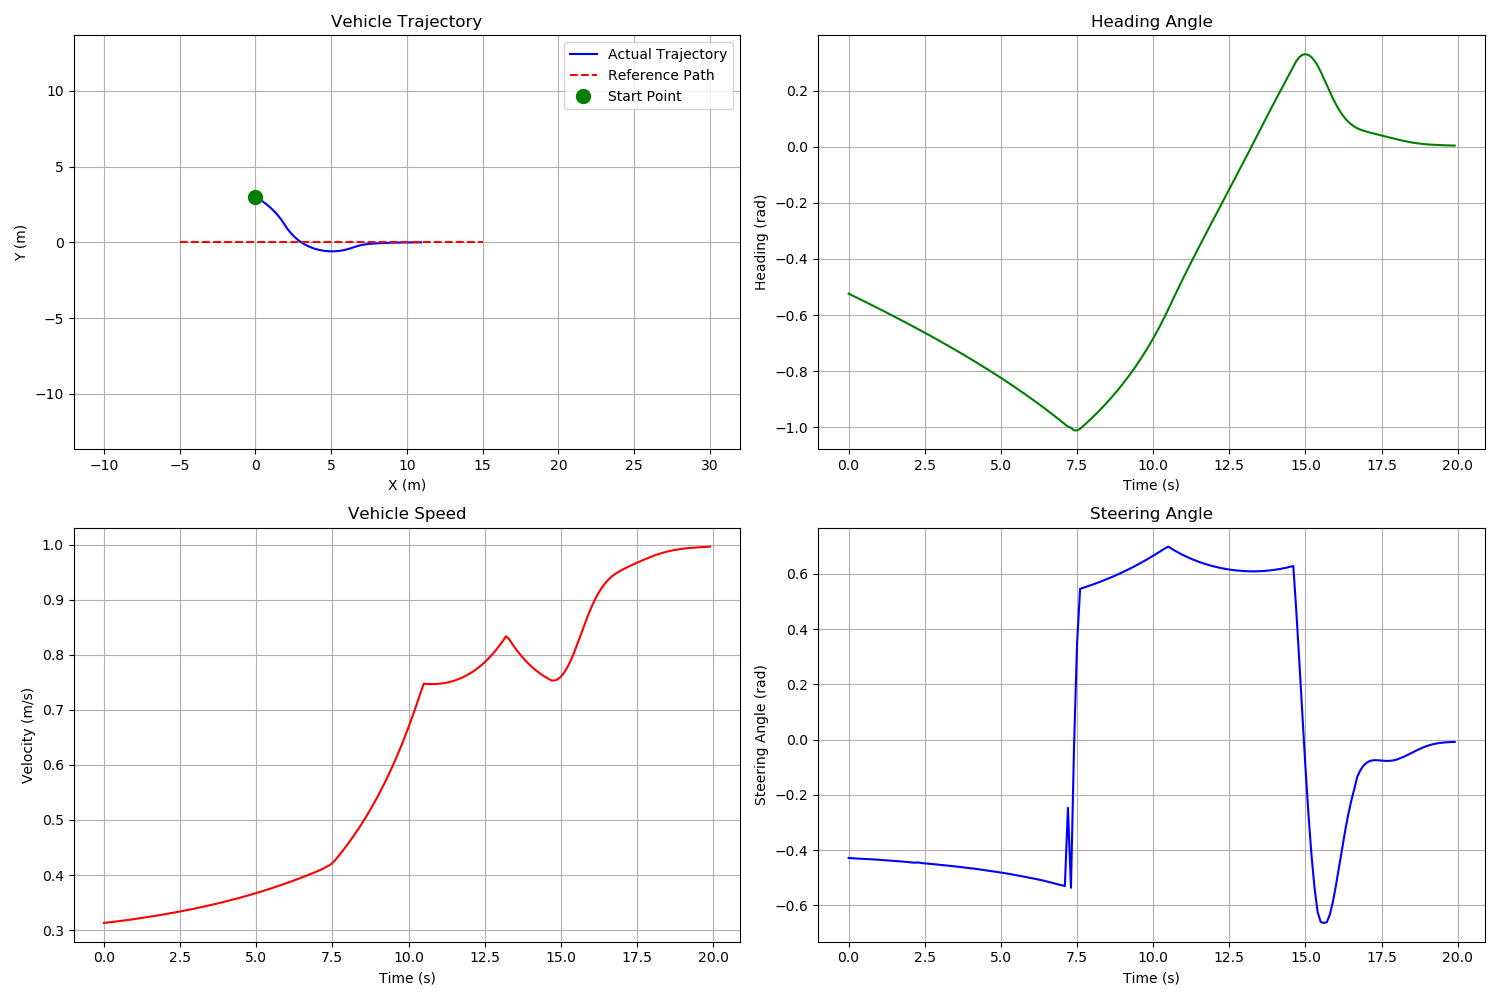 Vehicle Trajectory
Actual Trajectory
Reference Path
Start Point
10
5
0
−5
−10
Y (m)
−10 −5 0 5 10 15 20 25 30
X (m)
Heading Angle
0.2
0.0
−0.2
−0.4
−0.6
−0.8
−1.0
Heading (rad)
0.0 2.5 5.0 7.5 10.0 12.5 15.0 17.5 20.0
Time (s)
Vehicle Speed
1.0
0.9
0.8
0.7
0.6
0.5
0.4
0.3
Velocity (m/s)
0.0 2.5 5.0 7.5 10.0 12.5 15.0 17.5 20.0
Time (s)
Steering Angle
0.6
0.4
0.2
0.0
−0.2
−0.4
−0.6
Steering Angle (rad)
0.0 2.5 5.0 7.5 10.0 12.5 15.0 17.5 20.0
Time (s)